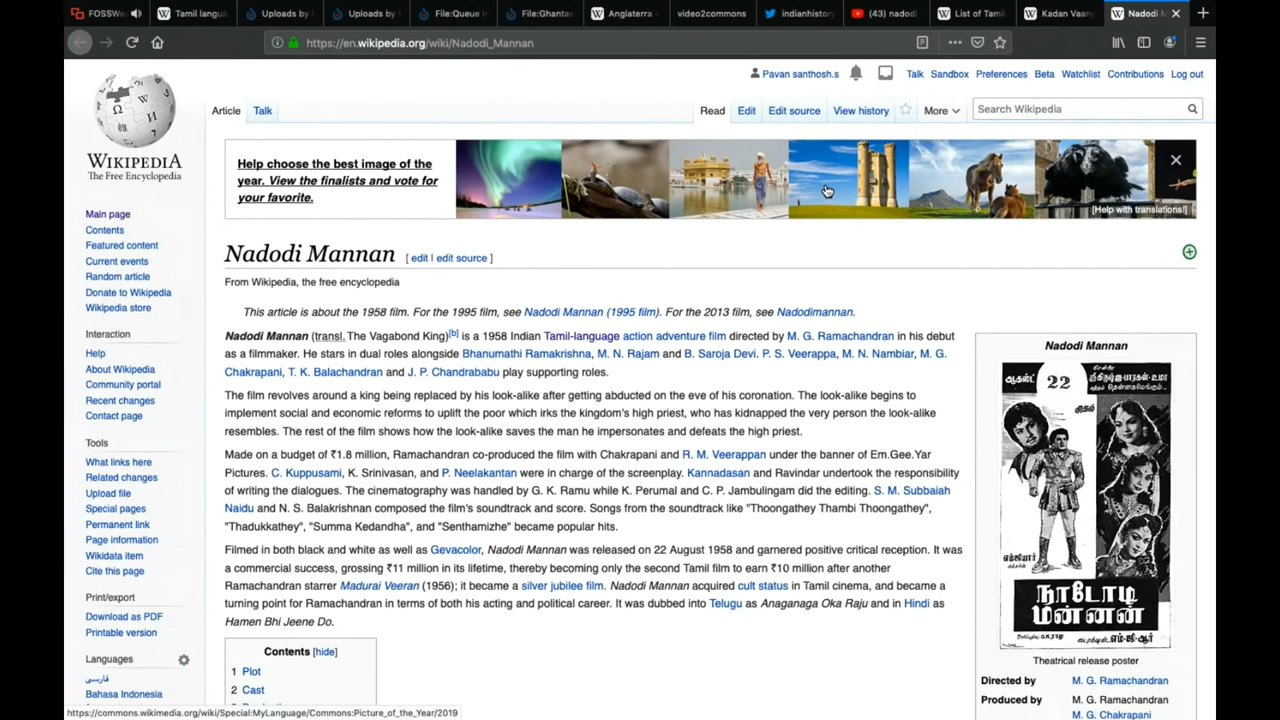 FOSSWe
Tamil langu
Uploads by
Uploads by
File:Queue i
File:Ghanta
Anglaterra -
video2commons
indianhistory
(43) nadodi
List of Tamil
Kadan Vaang
Nadodi M
https://en.wikipedia.org/wiki/Nadodi_Mannan
Pavan santhosh.s Talk Sandbox Preferences Beta Watchlist Contributions Log out
Article Talk Read Edit Edit source View history More Search Wikipedia
WIKIPEDIA
The Free Encyclopedia
Main page
Contents
Featured content
Current events
Random article
Donate to Wikipedia
Wikipedia store
Interaction
Help
About Wikipedia
Community portal
Recent changes
Contact page
Tools
What links here
Related changes
Upload file
Special pages
Permanent link
Page information
Wikidata item
Cite this page
Print/export
Download as PDF
Printable version
Languages
فارسی
Bahasa Indonesia
Help choose the best image of the
year. View the finalists and vote for
your favorite.
[Help with translations!]
Nadodi Mannan [ edit | edit source ]
From Wikipedia, the free encyclopedia
This article is about the 1958 film. For the 1995 film, see Nadodi Mannan (1995 film). For the 2013 film, see Nadodimannan.
Nadodi Mannan (transl. The Vagabond King)[b] is a 1958 Indian Tamil-language action adventure film directed by M. G. Ramachandran in his debut
as a filmmaker. He stars in dual roles alongside Bhanumathi Ramakrishna, M. N. Rajam and B. Saroja Devi. P. S. Veerappa, M. N. Nambiar, M. G.
Chakrapani, T. K. Balachandran and J. P. Chandrababu play supporting roles.
The film revolves around a king being replaced by his look-alike after getting abducted on the eve of his coronation. The look-alike begins to
implement social and economic reforms to uplift the poor which irks the kingdom's high priest, who has kidnapped the very person the look-alike
resembles. The rest of the film shows how the look-alike saves the man he impersonates and defeats the high priest.
Made on a budget of ₹1.8 million, Ramachandran co-produced the film with Chakrapani and R. M. Veerappan under the banner of Em.Gee.Yar
Pictures. C. Kuppusami, K. Srinivasan, and P. Neelakantan were in charge of the screenplay. Kannadasan and Ravindar undertook the responsibility
of writing the dialogues. The cinematography was handled by G. K. Ramu while K. Perumal and C. P. Jambulingam did the editing. S. M. Subbaiah
Naidu and N. S. Balakrishnan composed the film's soundtrack and score. Songs from the soundtrack like "Thoongathey Thambi Thoongathey",
"Thadukkathey", "Summa Kedandha", and "Senthamizhe" became popular hits.
Filmed in both black and white as well as Gevacolor, Nadodi Mannan was released on 22 August 1958 and garnered positive critical reception. It was
a commercial success, grossing ₹11 million in its lifetime, thereby becoming only the second Tamil film to earn ₹10 million after another
Ramachandran starrer Madurai Veeran (1956); it became a silver jubilee film. Nadodi Mannan acquired cult status in Tamil cinema, and became a
turning point for Ramachandran in terms of both his acting and political career. It was dubbed into Telugu as Anaganaga Oka Raju and in Hindi as
Hamen Bhi Jeene Do.
Contents [hide]
1 Plot
2 Cast
Nadodi Mannan
ஆகஸ்ட் 22
முதல்
எம்ஜியார்
நாடோடி
மன்னன்
எம்.ஜி.ஆர்
Theatrical release poster
Directed by M. G. Ramachandran
Produced by M. G. Ramachandran
M. G. Chakrapani
https://commons.wikimedia.org/wiki/Special:MyLanguage/Commons:Picture_of_the_Year/2019